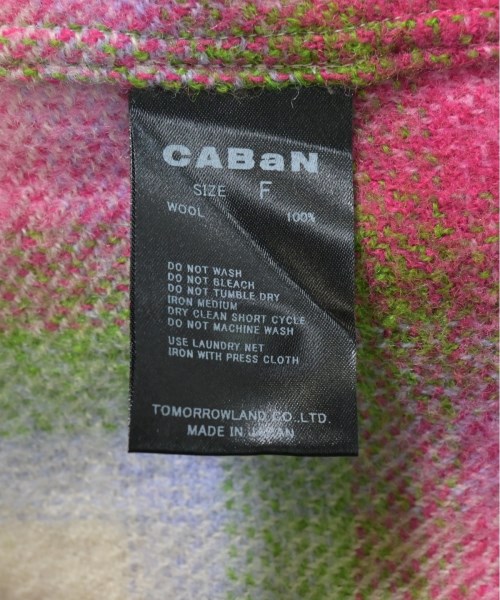 CABaN
SIZE F
WOOL 100%
DO NOT WASH
DO NOT BLEACH
DO NOT TUMBLE DRY
IRON MEDIUM
DRY CLEAN SHORT CYCLE
DO NOT MACHINE WASH
USE LAUNDRY NET
IRON WITH PRESS CLOTH
TOMORROWLAND CO.,LTD.
MADE IN JAPAN